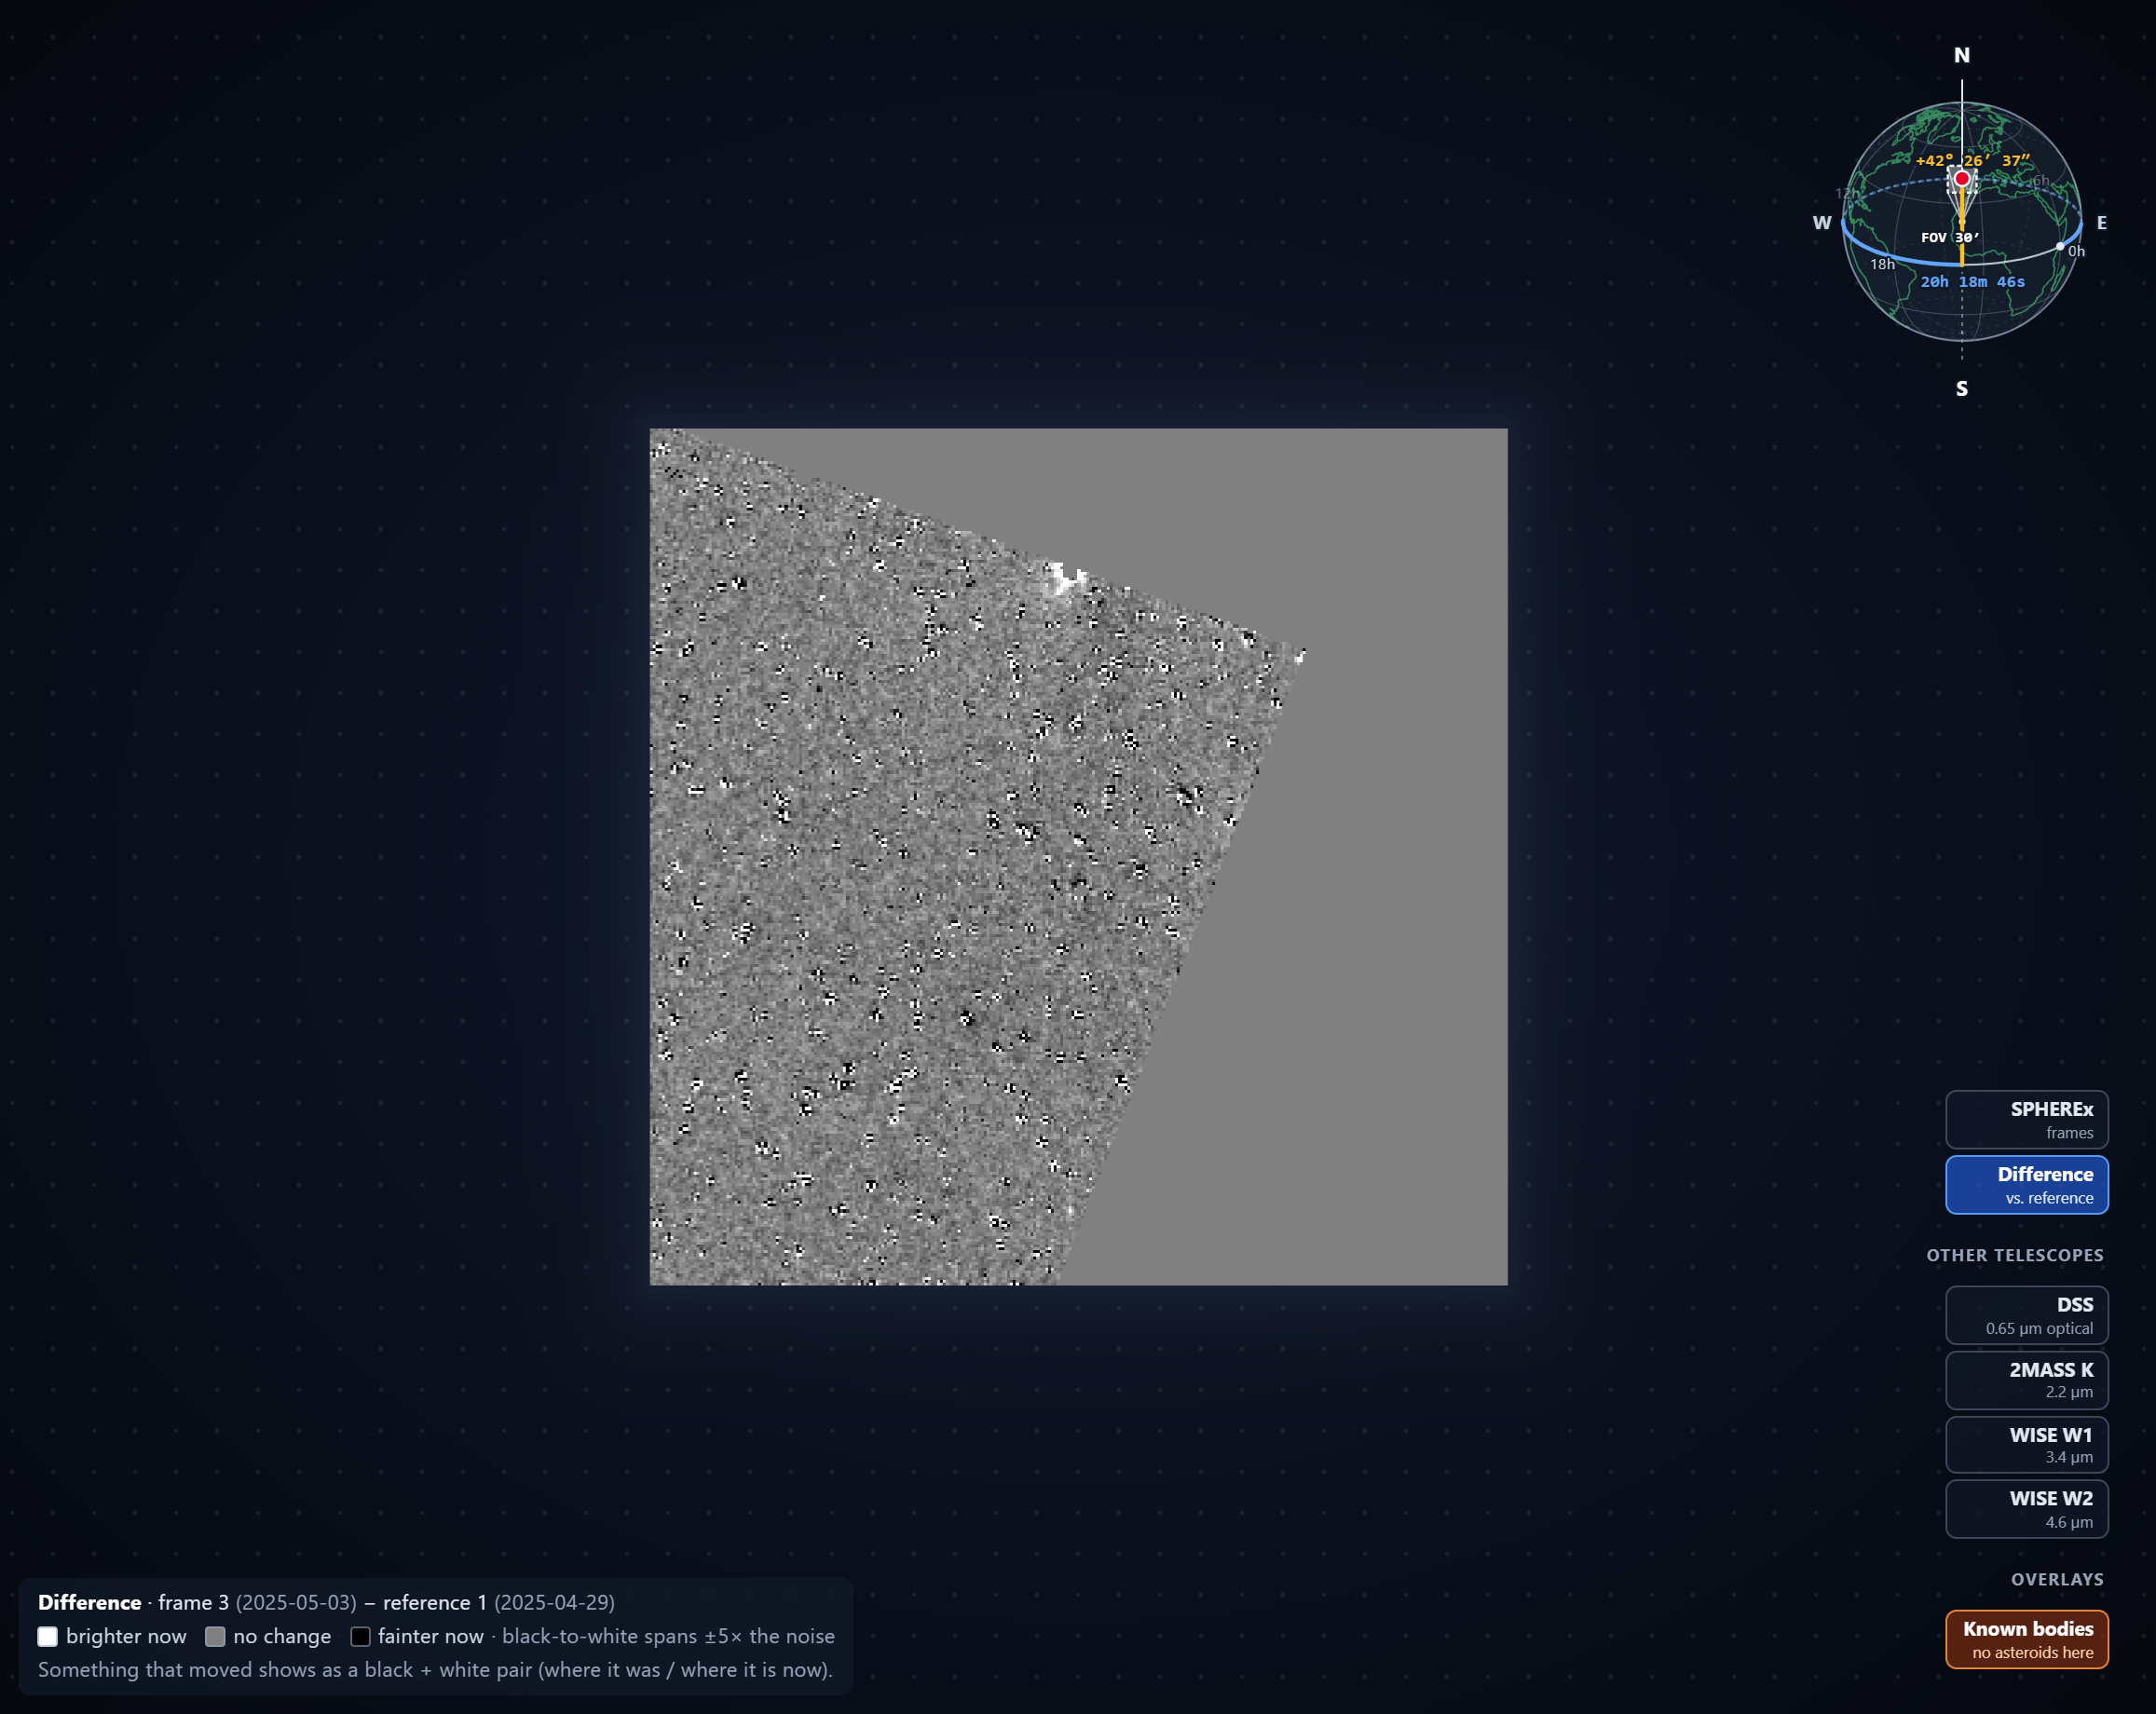 N
+42° 26′ 37″
12h
6h
W
E
FOV 30′
0h
18h
20h 18m 46s
S
SPHEREx
frames
Difference
vs. reference
OTHER TELESCOPES
DSS
0.65 µm optical
2MASS K
2.2 µm
WISE W1
3.4 µm
WISE W2
4.6 µm
OVERLAYS
Known bodies
no asteroids here
Difference · frame 3 (2025-05-03) – reference 1 (2025-04-29)
brighter now no change fainter now · black-to-white spans ±5× the noise
Something that moved shows as a black + white pair (where it was / where it is now).